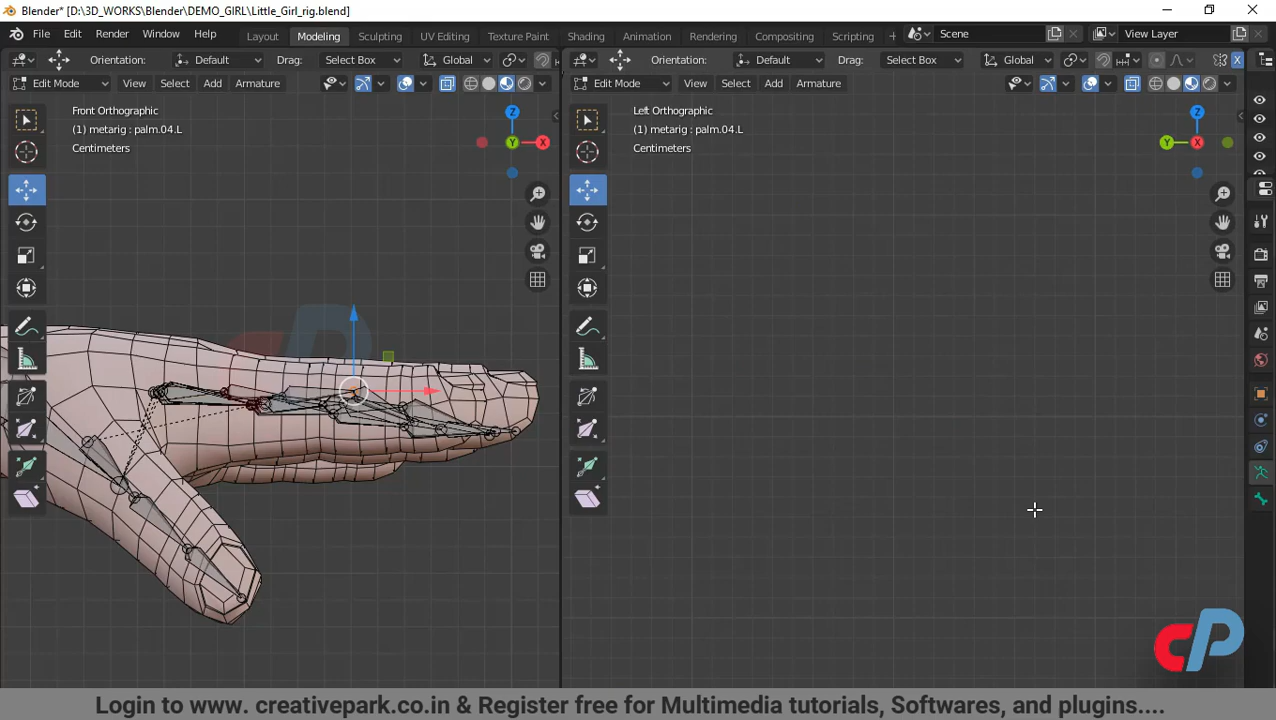 Blender* [D:\3D_WORKS\Blender\DEMO_GIRL\Little_Girl_rig.blend]
File Edit Render Window Help Layout Modeling Sculpting UV Editing Texture Paint Shading Animation Rendering Compositing Scripting + Scene View Layer
Orientation: Default Drag: Select Box Global Orientation: Default Drag: Select Box Global
Edit Mode View Select Add Armature Edit Mode View Select Add Armature
Front Orthographic
(1) metarig : palm.04.L
Centimeters
Left Orthographic
(1) metarig : palm.04.L
Centimeters
Z
Y
X
Z
Y
X
CP
Login to www. creativepark.co.in & Register free for Multimedia tutorials, Softwares, and plugins....